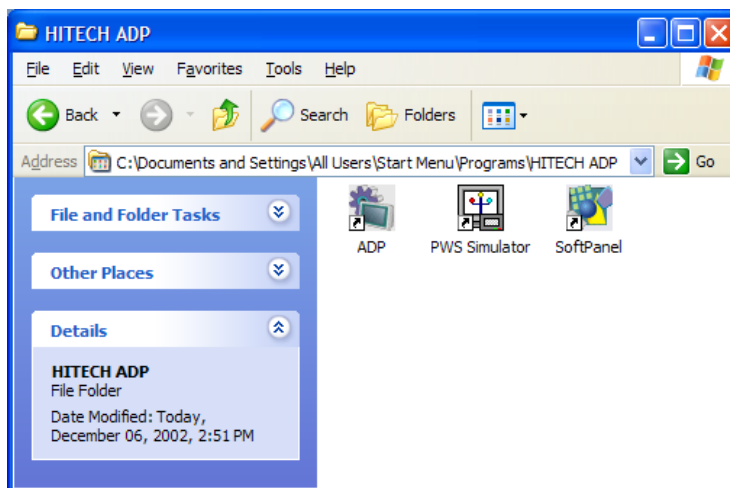 HITECH ADP
File Edit View Favorites Tools Help
Back Search Folders
Address C:\Documents and Settings\All Users\Start Menu\Programs\HITECH ADP Go
File and Folder Tasks
Other Places
Details
HITECH ADP
File Folder
Date Modified: Today,
December 06, 2002, 2:51 PM
ADP PWS Simulator SoftPanel